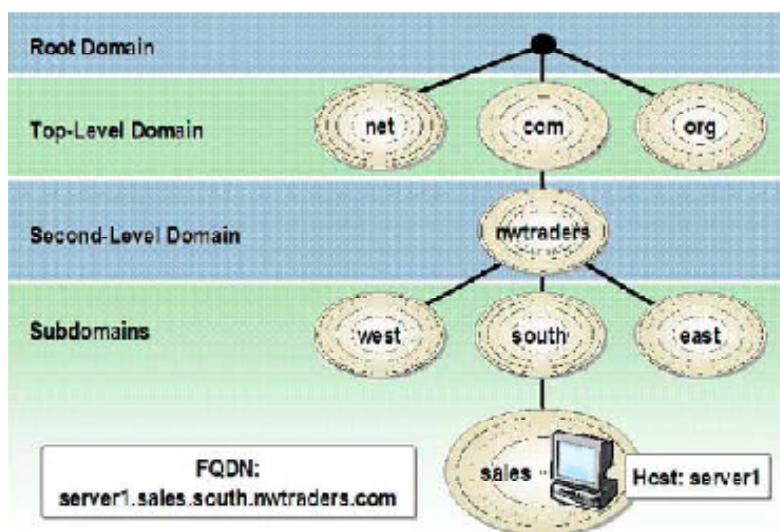 Root Domain
Top-Level Domain
net
com
org
Second-Level Domain
nwtraders
Subdomains
west
south
east
sales
Host: server1
FQDN:
server1.sales.south.nwtraders.com